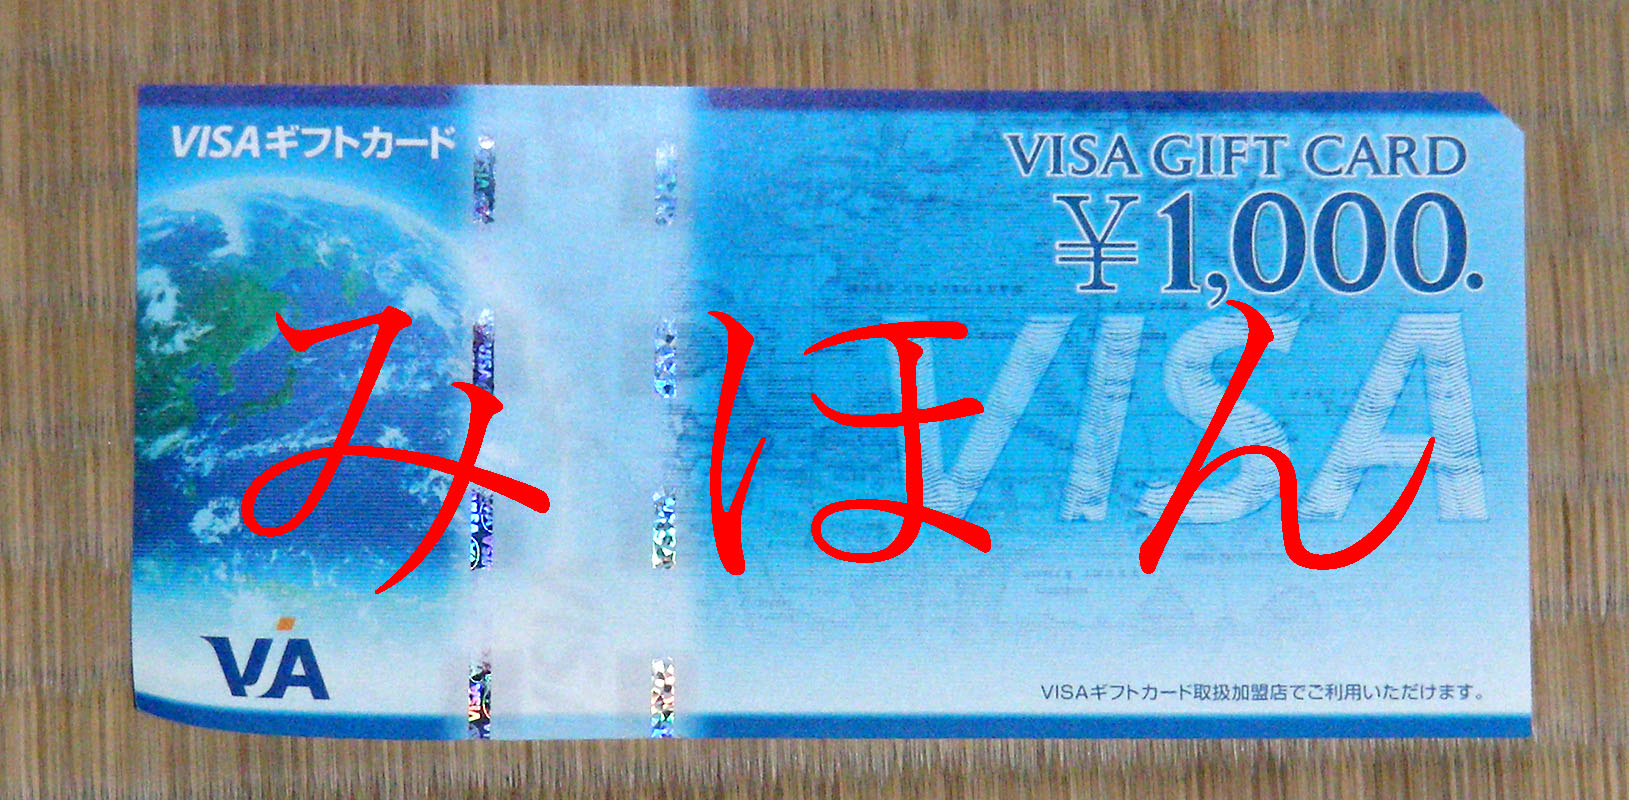 VISAギフトカード
VISA GIFT CARD
¥1,000.
VISA
みほん
VJA
VISAギフトカード取扱加盟店でご利用いただけます。